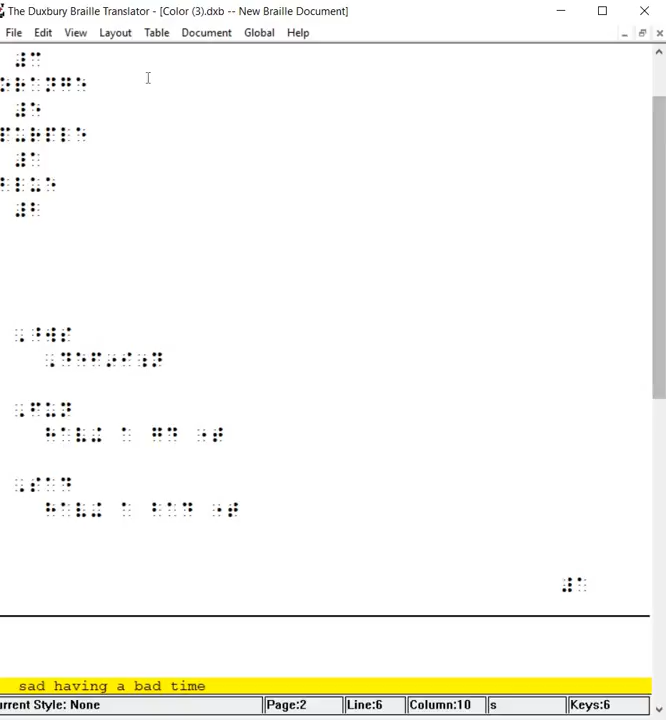 The Duxbury Braille Translator - [Color (3).dxb -- New Braille Document]
File Edit View Layout Table Document Global Help
⠼⠉
⠕⠗⠁⠝⠛⠑
⠼⠑
⠏⠥⠗⠏⠇⠑
⠼⠁
⠃⠇⠥⠑
⠼⠃
⠠⠘⠺⠎
⠠⠙⠑⠋⠔⠊⠰⠝
⠠⠋⠥⠝
⠓⠁⠧⠬ ⠁ ⠛⠙ ⠐⠞
⠠⠎⠁⠙
⠓⠁⠧⠬ ⠁ ⠃⠁⠙ ⠐⠞
⠼⠁
sad having a bad time
urrent Style: None Page:2 Line:6 Column:10 s Keys:6